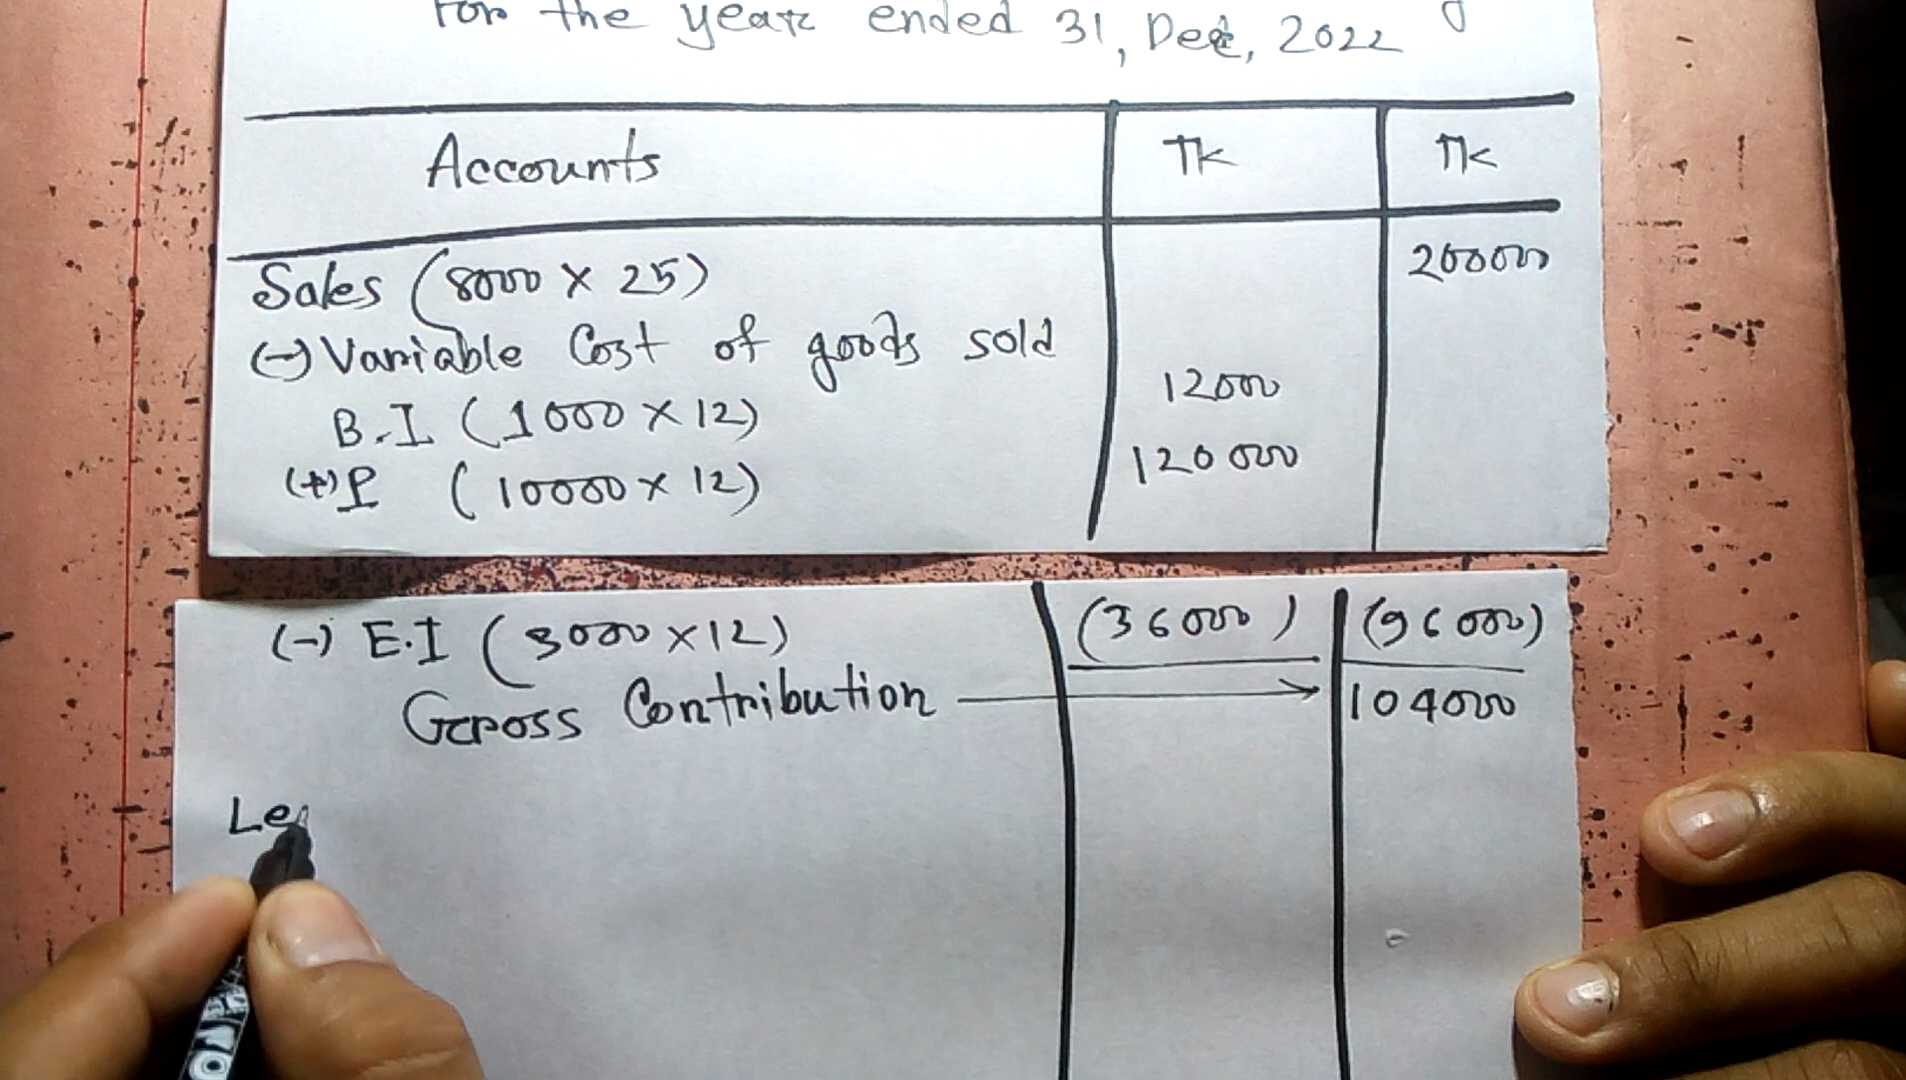 For the year ended 31, Dec, 2022
Accounts TK TK
Sales (8000 × 25) 200000
(-) Variable Cost of goods sold
B.I (1000 × 12) 12000
(+) P (10000 × 12) 120000
(-) E.I (3000 × 12) (36000) (96000)
Gross Contribution → 104000
Le